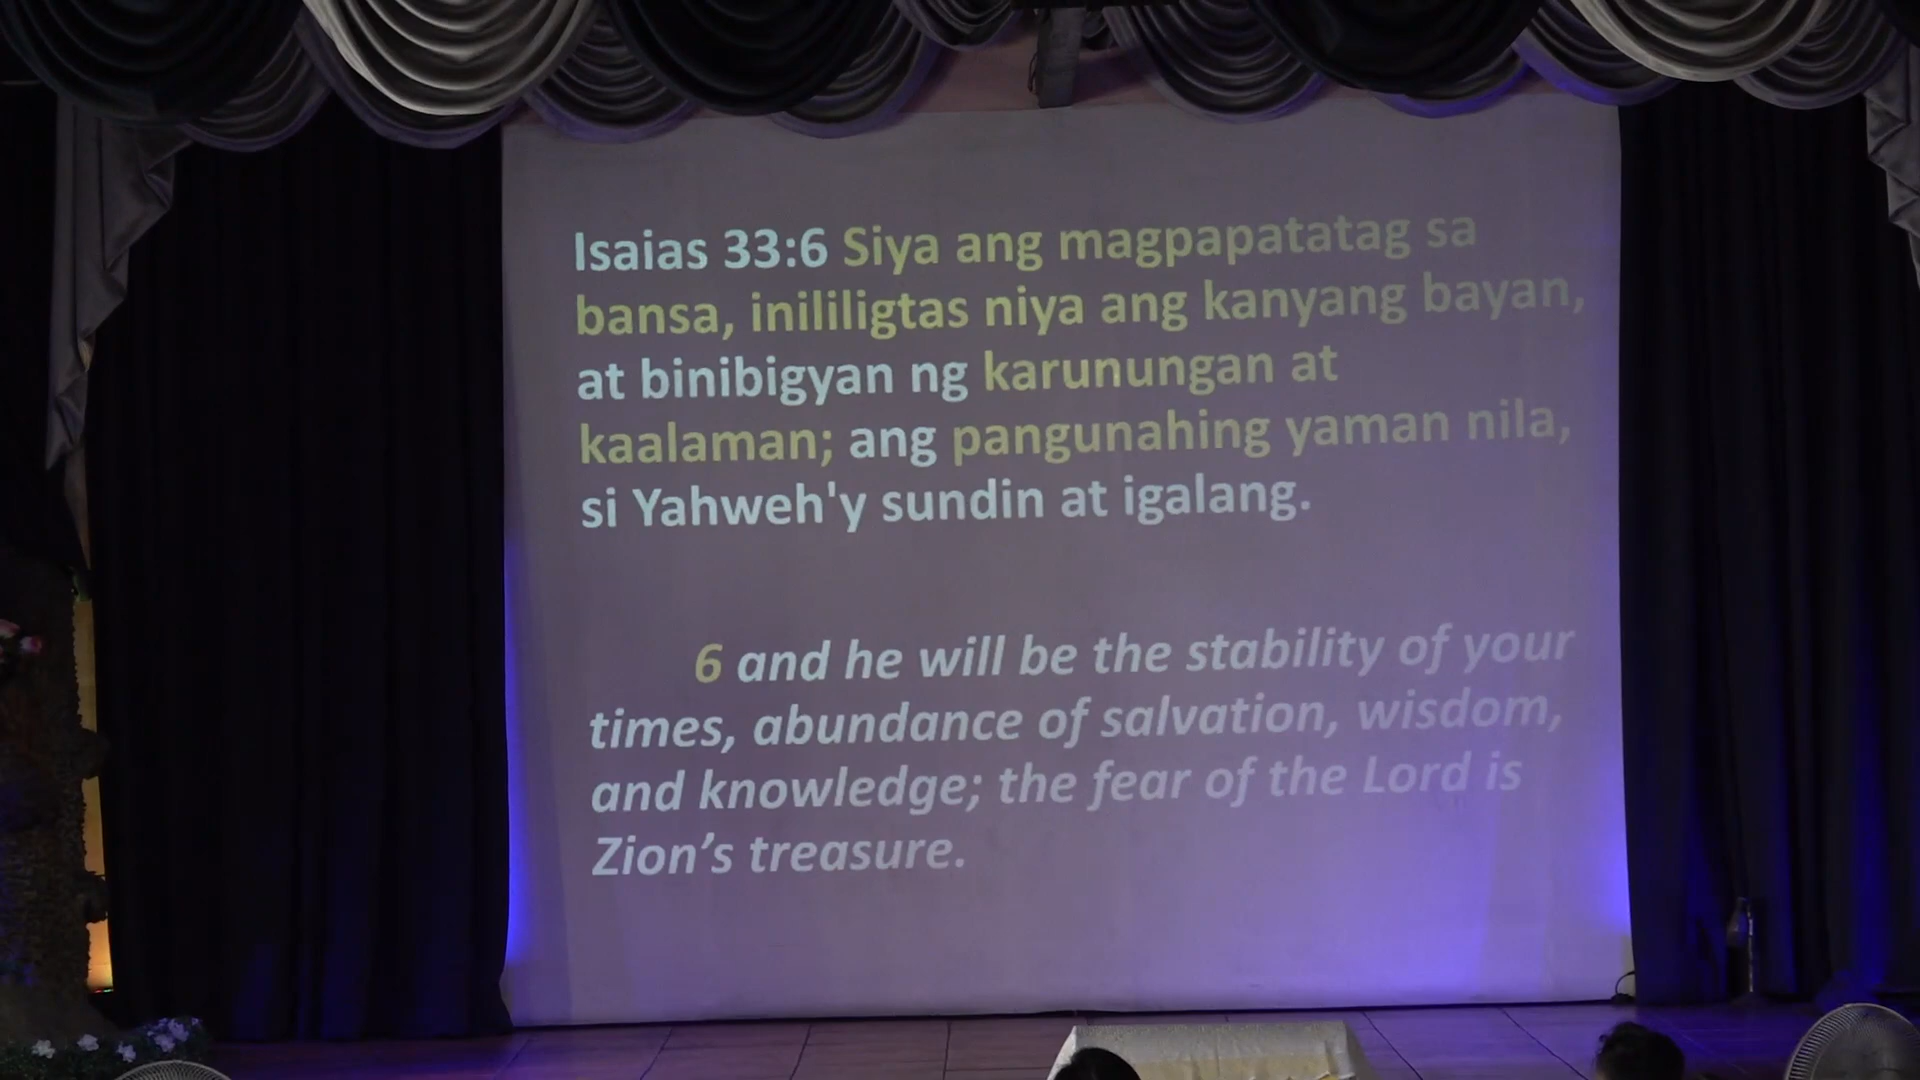 Isaias 33:6 Siya ang magpapatatag sa
bansa, inililigtas niya ang kanyang bayan,
at binibigyan ng karunungan at
kaalaman; ang pangunahing yaman nila,
si Yahweh'y sundin at igalang.
6 and he will be the stability of your
times, abundance of salvation, wisdom,
and knowledge; the fear of the Lord is
Zion’s treasure.